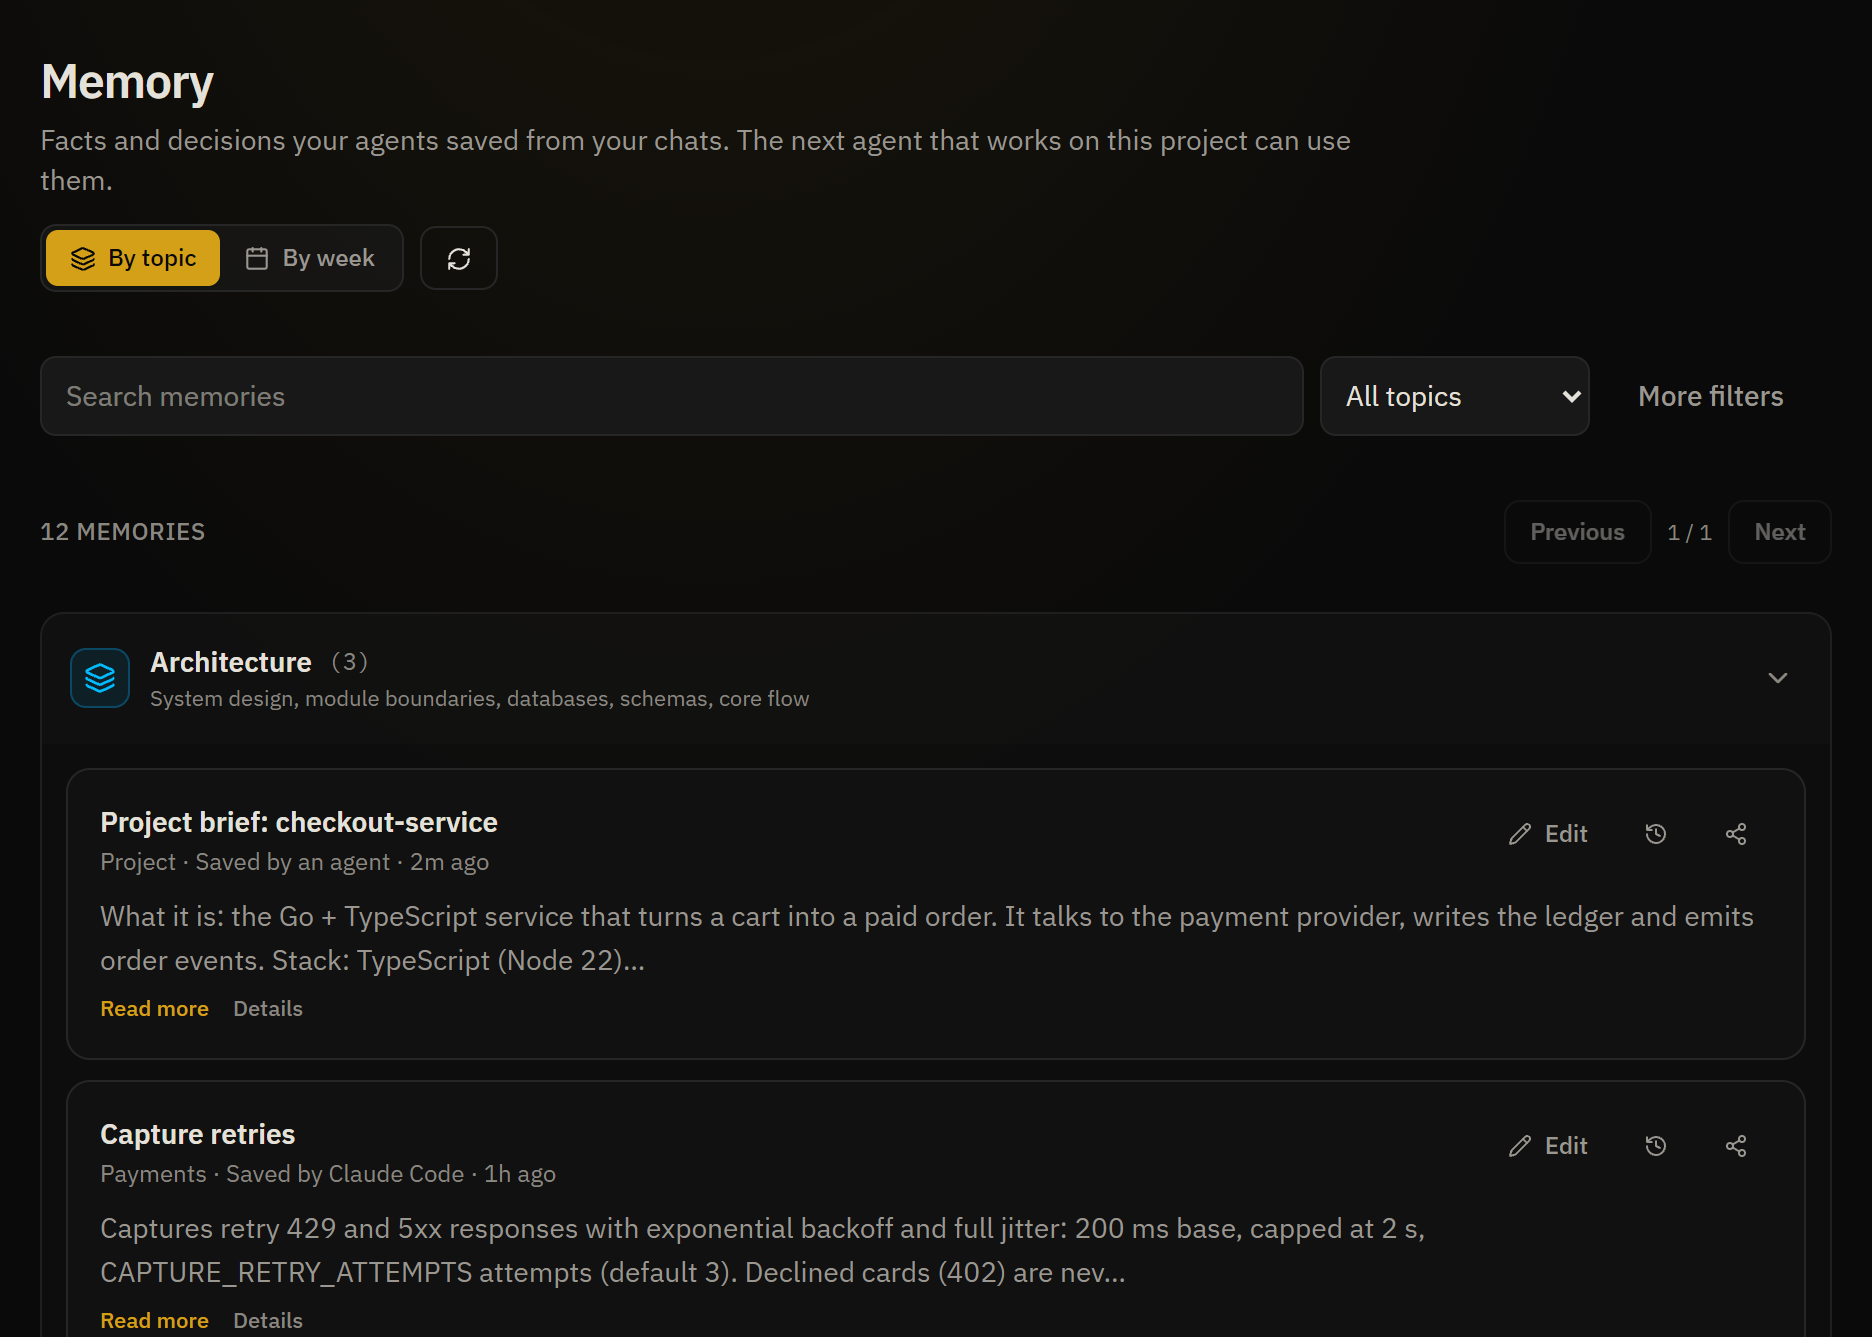 Memory
Facts and decisions your agents saved from your chats. The next agent that works on this project can use
them.
By topic
By week
Search memories
All topics
More filters
12 MEMORIES
Previous
1 / 1
Next
Architecture (3)
System design, module boundaries, databases, schemas, core flow
Project brief: checkout-service
Edit
Project · Saved by an agent · 2m ago
What it is: the Go + TypeScript service that turns a cart into a paid order. It talks to the payment provider, writes the ledger and emits
order events. Stack: TypeScript (Node 22)...
Read more Details
Capture retries
Edit
Payments · Saved by Claude Code · 1h ago
Captures retry 429 and 5xx responses with exponential backoff and full jitter: 200 ms base, capped at 2 s,
CAPTURE_RETRY_ATTEMPTS attempts (default 3). Declined cards (402) are nev...
Read more Details